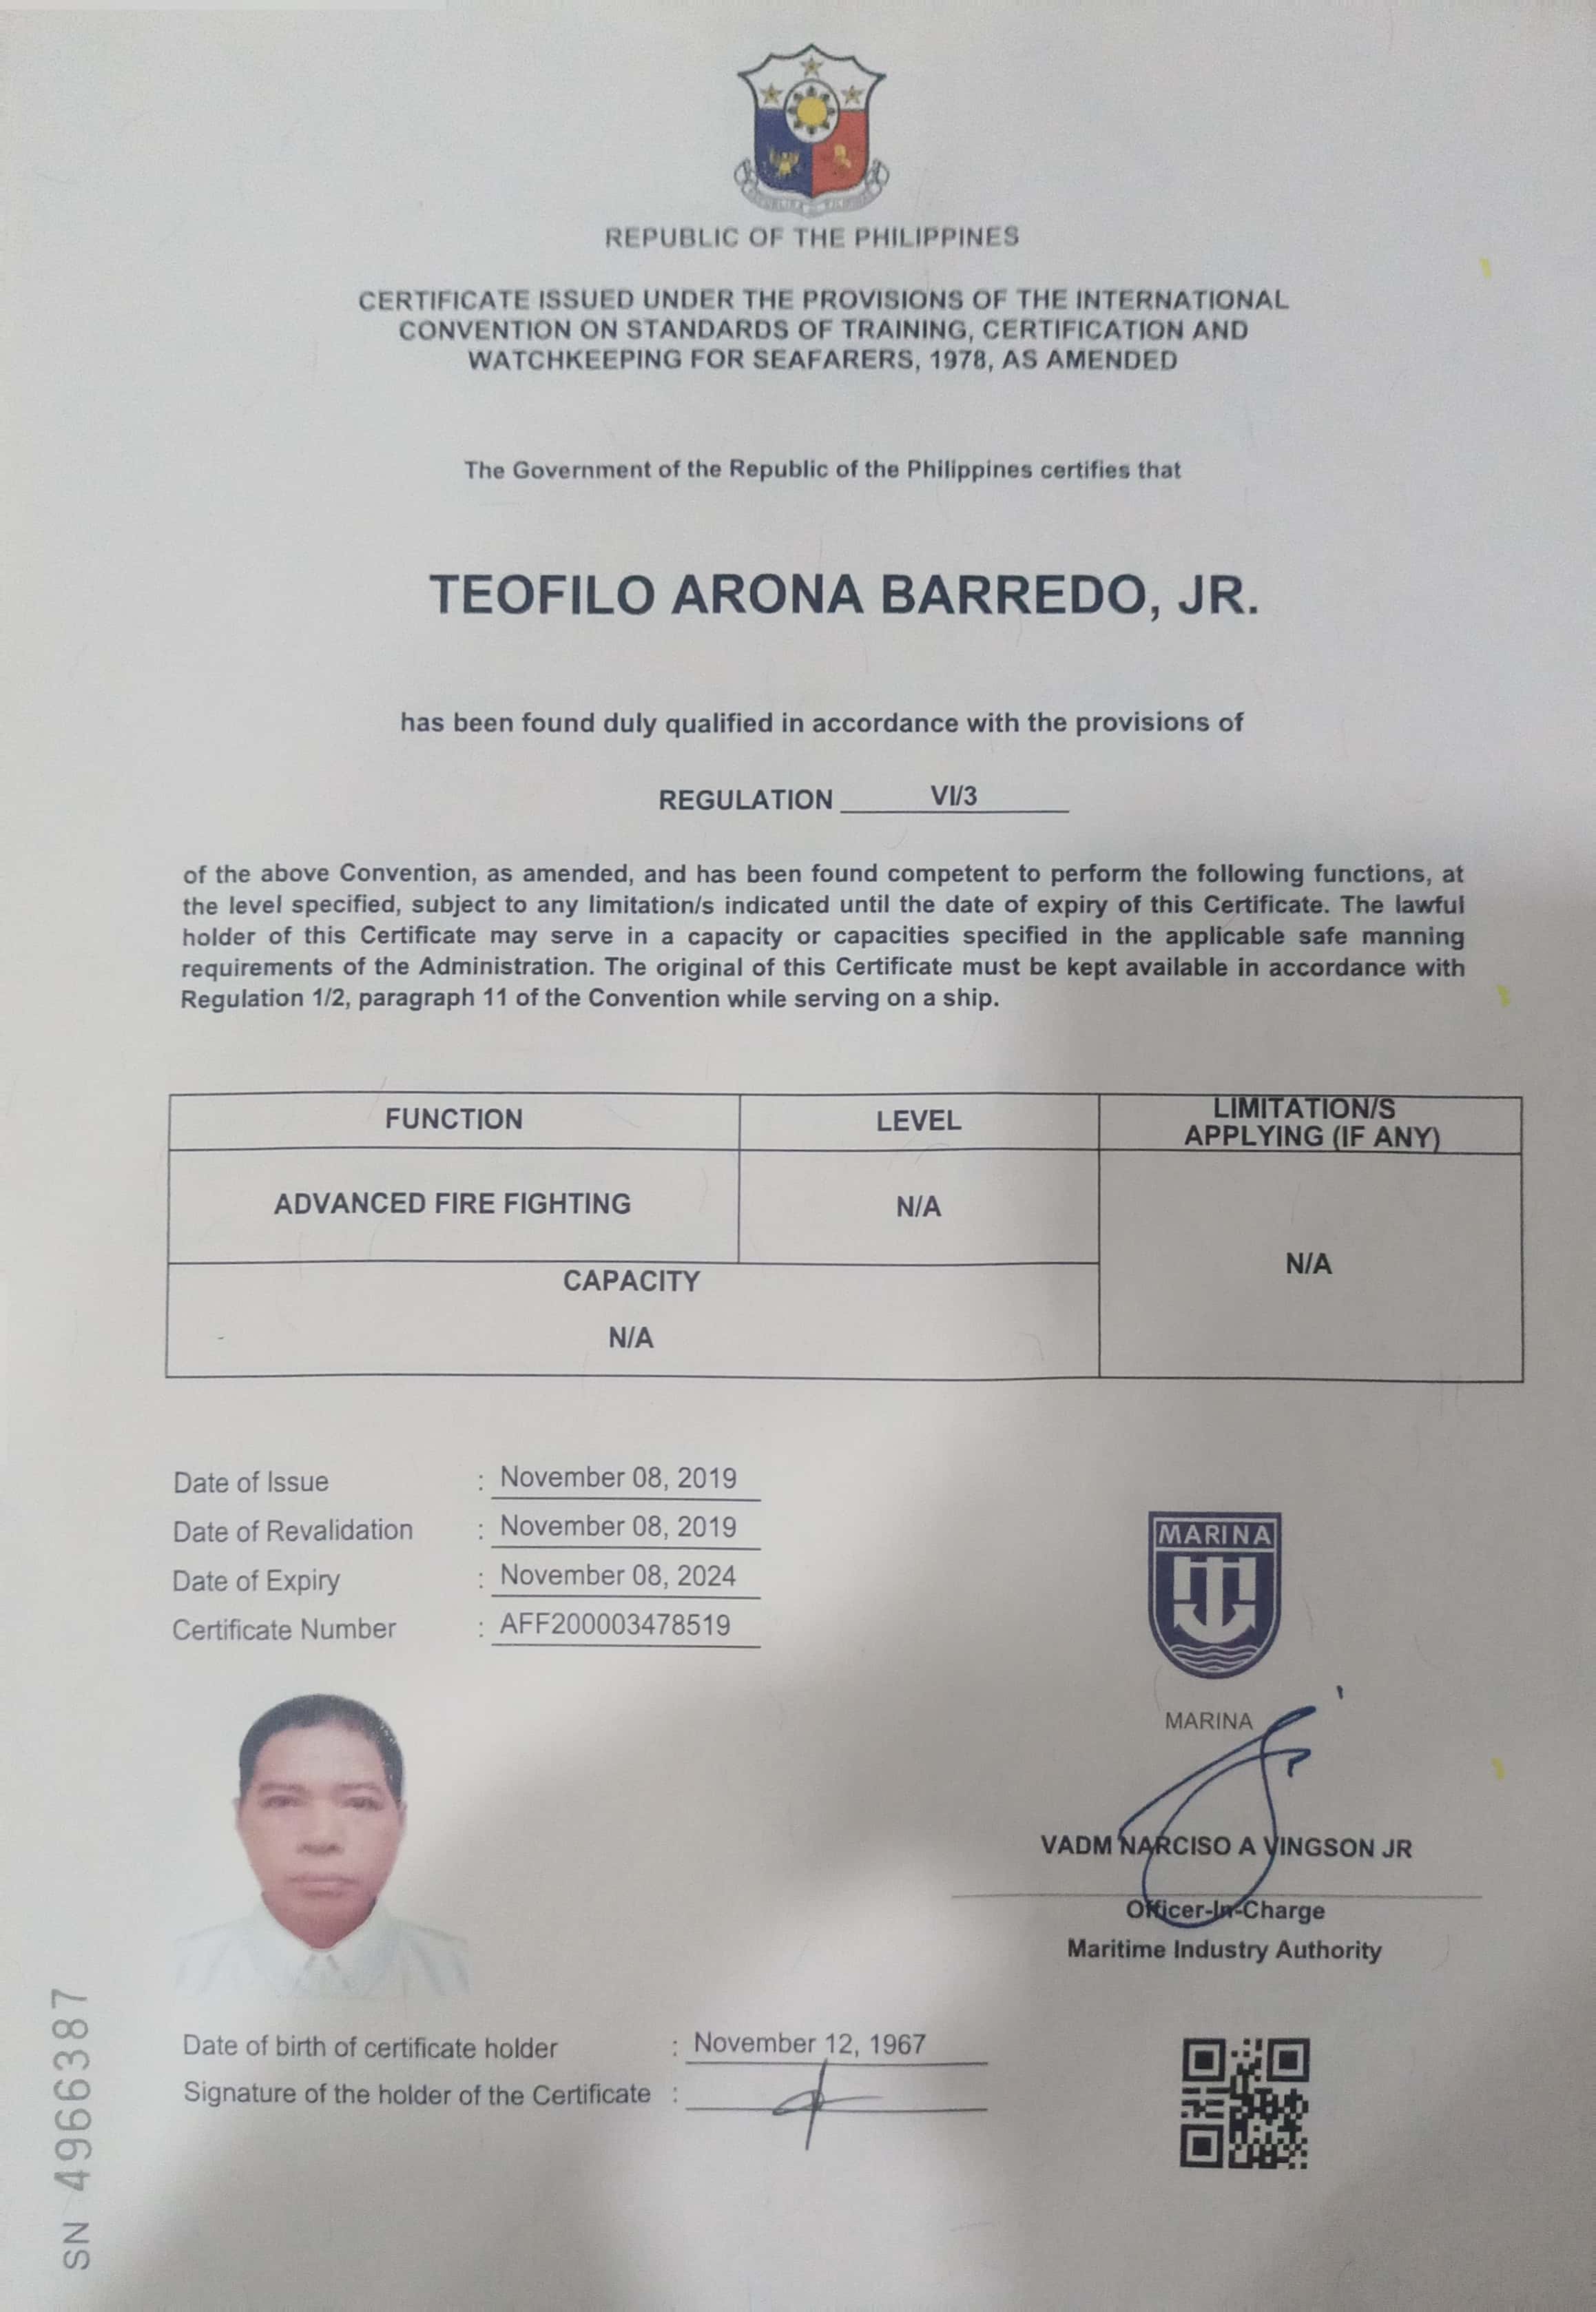 REPUBLIC OF THE PHILIPPINES
CERTIFICATE ISSUED UNDER THE PROVISIONS OF THE INTERNATIONAL
CONVENTION ON STANDARDS OF TRAINING, CERTIFICATION AND
WATCHKEEPING FOR SEAFARERS, 1978, AS AMENDED
The Government of the Republic of the Philippines certifies that
TEOFILO ARONA BARREDO, JR.
has been found duly qualified in accordance with the provisions of
REGULATION VI/3
of the above Convention, as amended, and has been found competent to perform the following functions, at
the level specified, subject to any limitation/s indicated until the date of expiry of this Certificate. The lawful
holder of this Certificate may serve in a capacity or capacities specified in the applicable safe manning
requirements of the Administration. The original of this Certificate must be kept available in accordance with
Regulation 1/2, paragraph 11 of the Convention while serving on a ship.
FUNCTION LEVEL LIMITATION/S
APPLYING (IF ANY)
ADVANCED FIRE FIGHTING N/A
N/A
CAPACITY
N/A
Date of Issue : November 08, 2019
Date of Revalidation : November 08, 2019
Date of Expiry : November 08, 2024
Certificate Number : AFF200003478519
MARINA
MARINA
VADM NARCISO A VINGSON JR
Officer-In-Charge
Maritime Industry Authority
Date of birth of certificate holder : November 12, 1967
Signature of the holder of the Certificate :
SN 4966387